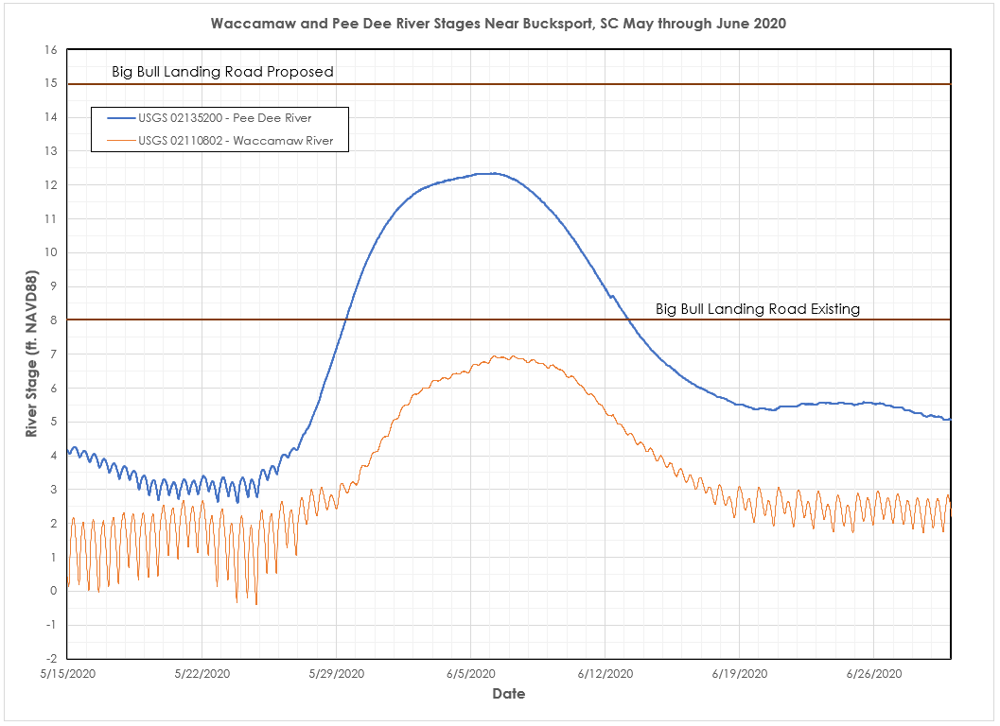 Waccamaw and Pee Dee River Stages Near Bucksport, SC May through June 2020
16
Big Bull Landing Road Proposed
15
14
USGS 02135200 - Pee Dee River
USGS 02110802 - Waccamaw River
13
12
11
10
9
Big Bull Landing Road Existing
8
7
6
5
4
3
2
1
0
-1
-2
River Stage (ft. NAVD88)
5/15/2020 5/22/2020 5/29/2020 6/5/2020 6/12/2020 6/19/2020 6/26/2020
Date